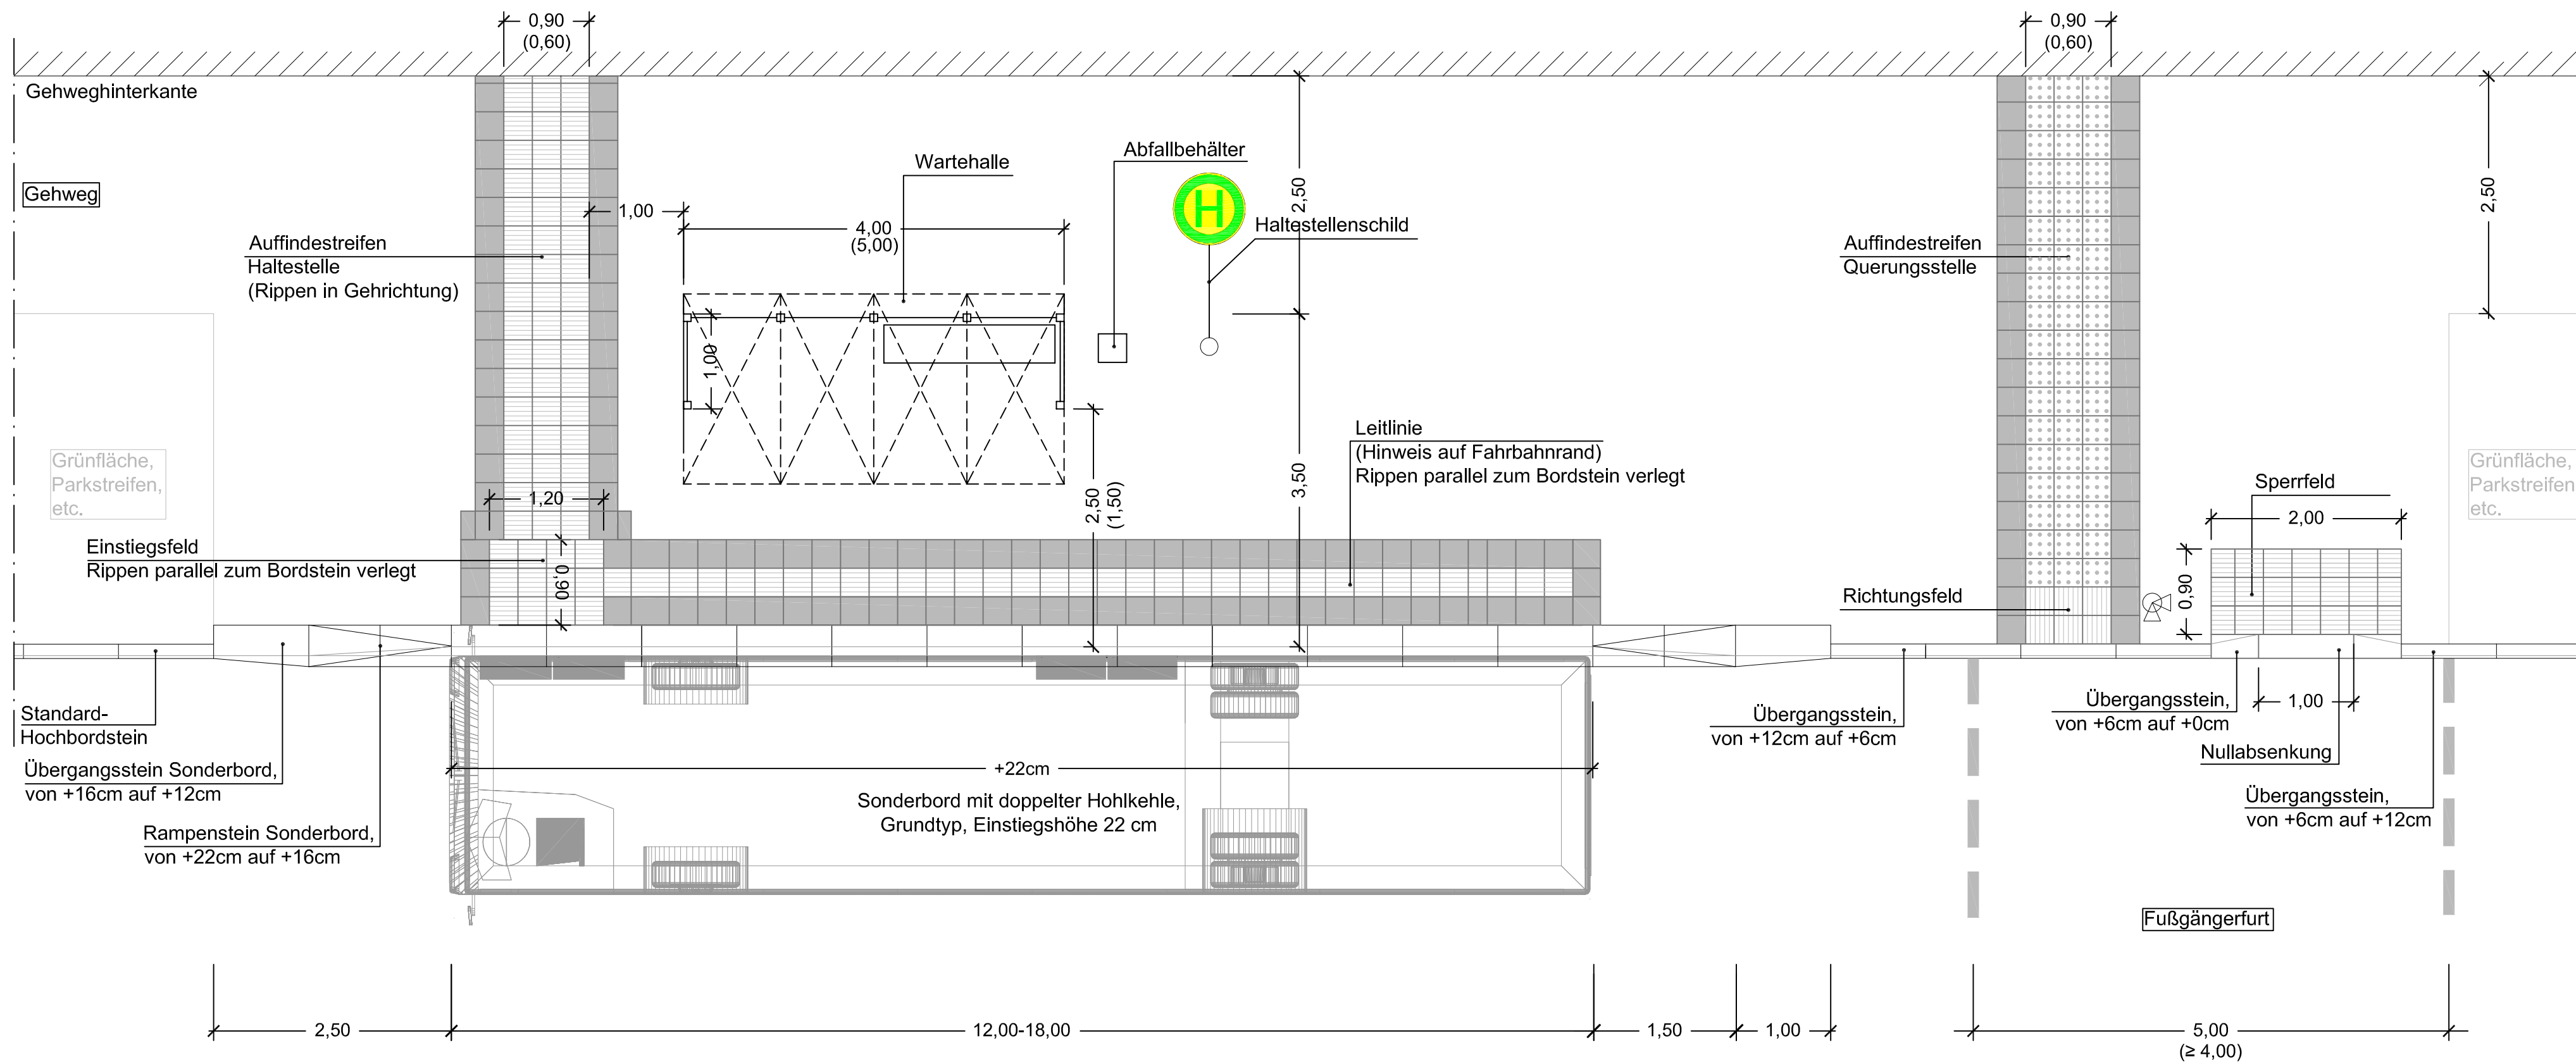 0,90
(0,60)
0,90
(0,60)
Gehweghinterkante
Gehweg
Wartehalle
Abfallbehälter
H
Haltestellenschild
1,00
4,00
(5,00)
2,50
2,50
Auffindestreifen
Haltestelle
(Rippen in Gehrichtung)
Auffindestreifen
Querungsstelle
1,00
Leitlinie
(Hinweis auf Fahrbahnrand)
Rippen parallel zum Bordstein verlegt
Grünfläche,
Parkstreifen,
etc.
1,20
2,50
(1,50)
3,50
Grünfläche,
Parkstreifen
etc.
Sperrfeld
2,00
Einstiegsfeld
Rippen parallel zum Bordstein verlegt
0,90
0,90
Richtungsfeld
Standard-
Hochbordstein
Übergangsstein Sonderbord,
von +16cm auf +12cm
Rampenstein Sonderbord,
von +22cm auf +16cm
+22cm
Sonderbord mit doppelter Hohlkehle,
Grundtyp, Einstiegshöhe 22 cm
Übergangsstein,
von +12cm auf +6cm
Übergangsstein,
von +6cm auf +0cm
1,00
Nullabsenkung
Übergangsstein,
von +6cm auf +12cm
Fußgängerfurt
2,50
12,00-18,00
1,50
1,00
5,00
(≥ 4,00)